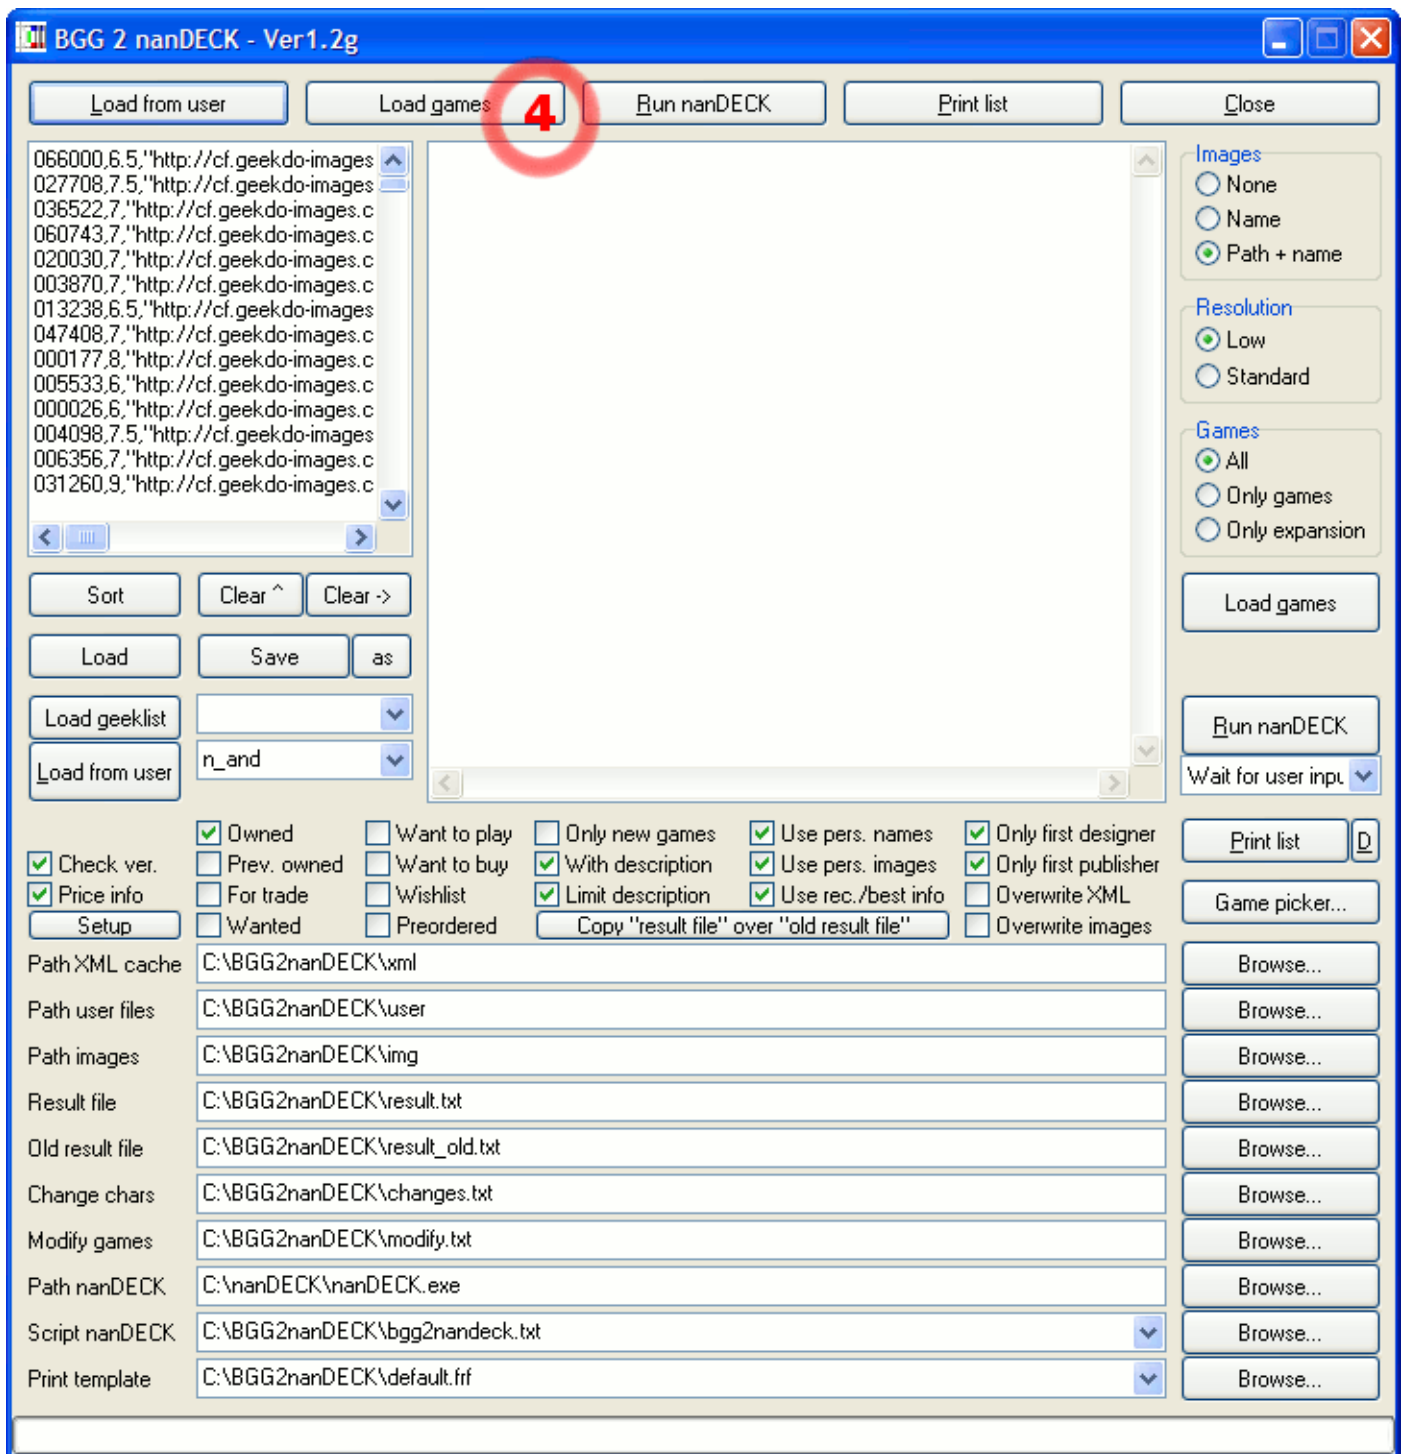 BGG 2 nanDECK - Ver1.2g
Load from user
Load games
4
Run nanDECK
Print list
Close
066000,6.5,"http://cf.geekdo-images
027708,7.5,"http://cf.geekdo-images
036522,7,"http://cf.geekdo-images.c
060743,7,"http://cf.geekdo-images.c
020030,7,"http://cf.geekdo-images.c
003870,7,"http://cf.geekdo-images.c
013238,6.5,"http://cf.geekdo-images
047408,7,"http://cf.geekdo-images.c
000177,8,"http://cf.geekdo-images.c
005533,6,"http://cf.geekdo-images.c
000026,6,"http://cf.geekdo-images.c
004098,7.5,"http://cf.geekdo-images
006356,7,"http://cf.geekdo-images.c
031260,9,"http://cf.geekdo-images.c
Images
None
Name
Path + name
Resolution
Low
Standard
Games
All
Only games
Only expansion
Sort
Clear ^
Clear ->
Load games
Load
Save
as
Load geeklist
Run nanDECK
Load from user
n_and
Wait for user inpu
Owned
Want to play
Only new games
Use pers. names
Only first designer
Print list
D
Check ver.
Prev. owned
Want to buy
With description
Use pers. images
Only first publisher
Price info
For trade
Wishlist
Limit description
Use rec./best info
Overwrite XML
Game picker...
Setup
Wanted
Preordered
Copy "result file" over "old result file"
Overwrite images
Path XML cache
C:\BGG2nanDECK\xml
Browse...
Path user files
C:\BGG2nanDECK\user
Browse...
Path images
C:\BGG2nanDECK\img
Browse...
Result file
C:\BGG2nanDECK\result.txt
Browse...
Old result file
C:\BGG2nanDECK\result_old.txt
Browse...
Change chars
C:\BGG2nanDECK\changes.txt
Browse...
Modify games
C:\BGG2nanDECK\modify.txt
Browse...
Path nanDECK
C:\nanDECK\nanDECK.exe
Browse...
Script nanDECK
C:\BGG2nanDECK\bgg2nandeck.txt
Browse...
Print template
C:\BGG2nanDECK\default.frf
Browse...